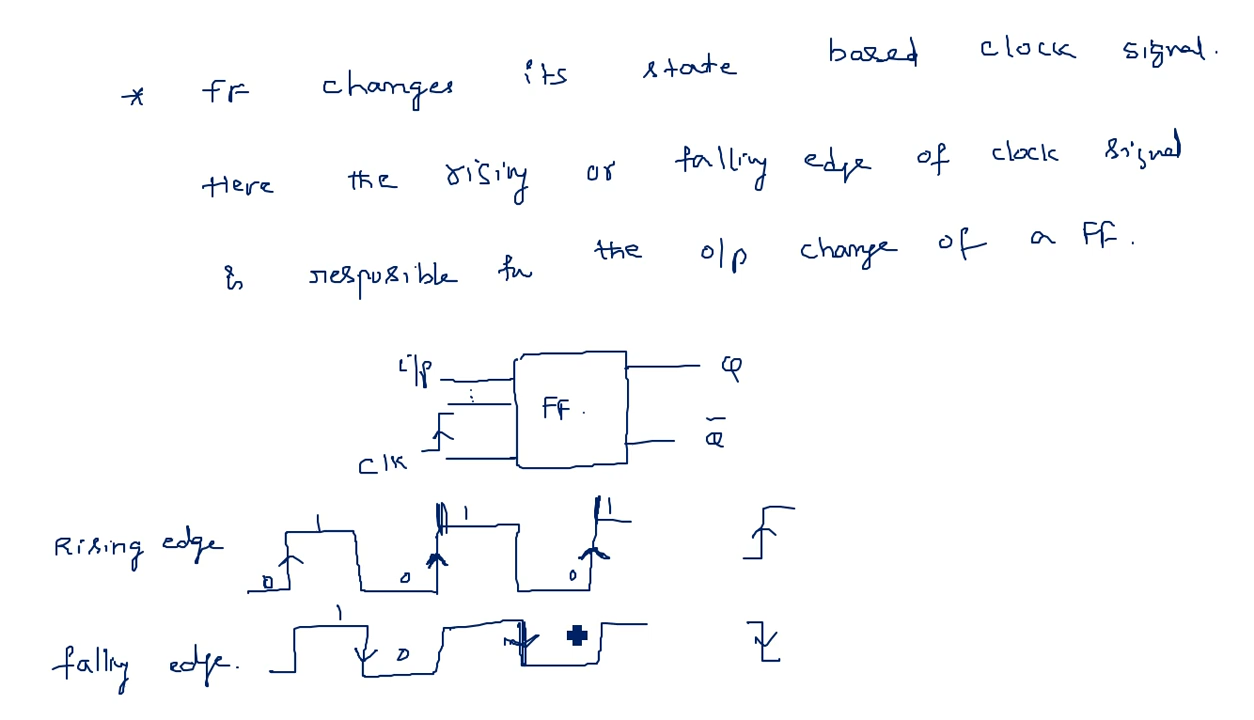 * FF changes its state based clock signal.
Here the rising or falling edge of clock signal
is responsible for the o/p change of a FF.
i/p
FF.
Q
Q̅
Clk
Rising edge 0 1 0 1 0 1
falling edge. 1 0